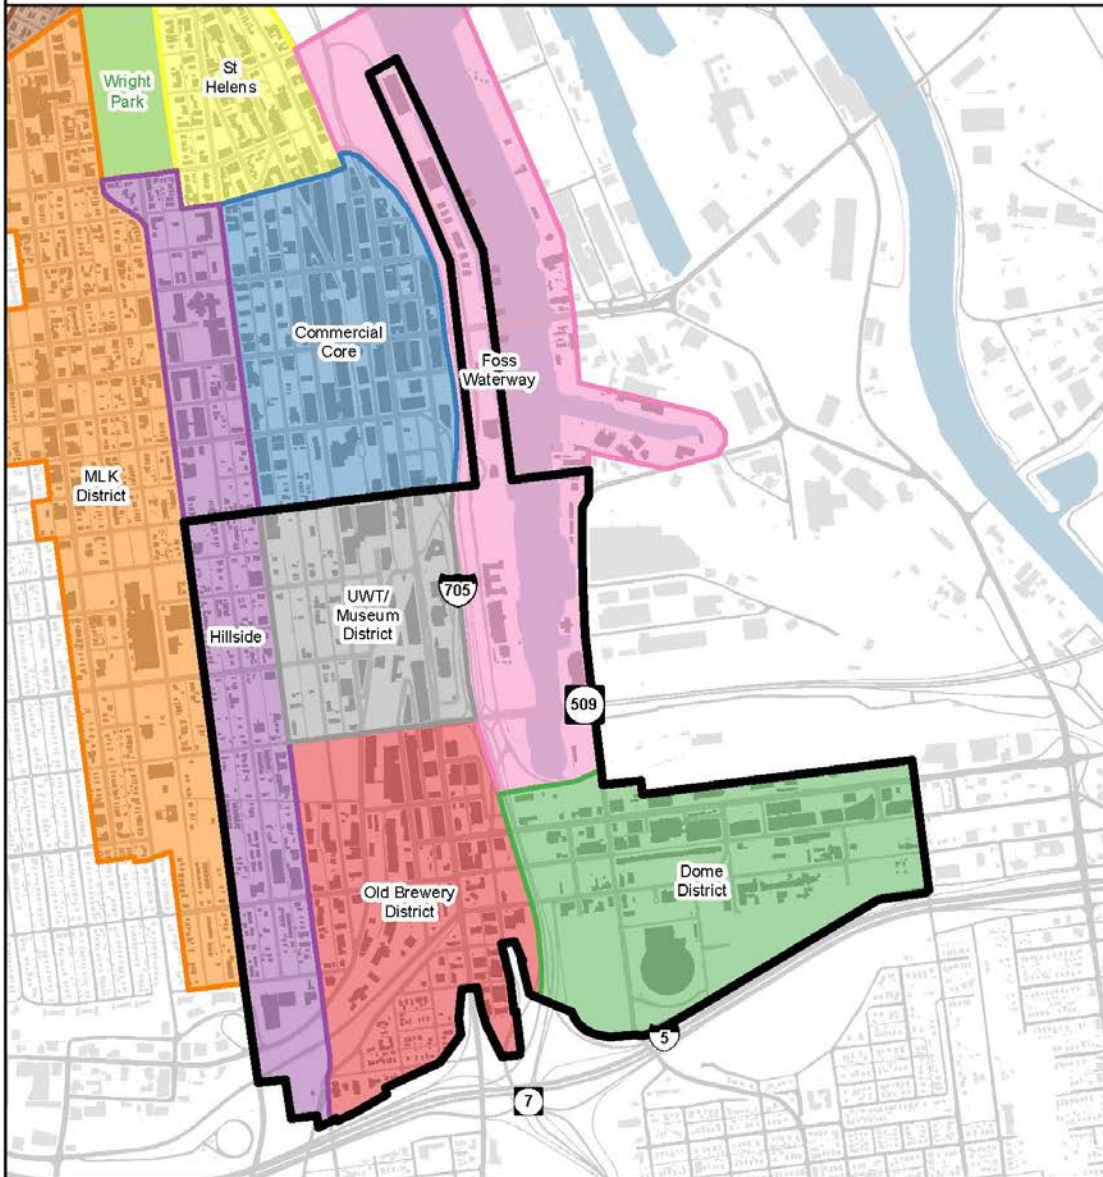 St
Helens
Wright
Park
Commercial
Core
Foss
Waterway
MLK
District
705
UWT/
Museum
District
Hillside
509
Dome
District
Old Brewery
District
5
7